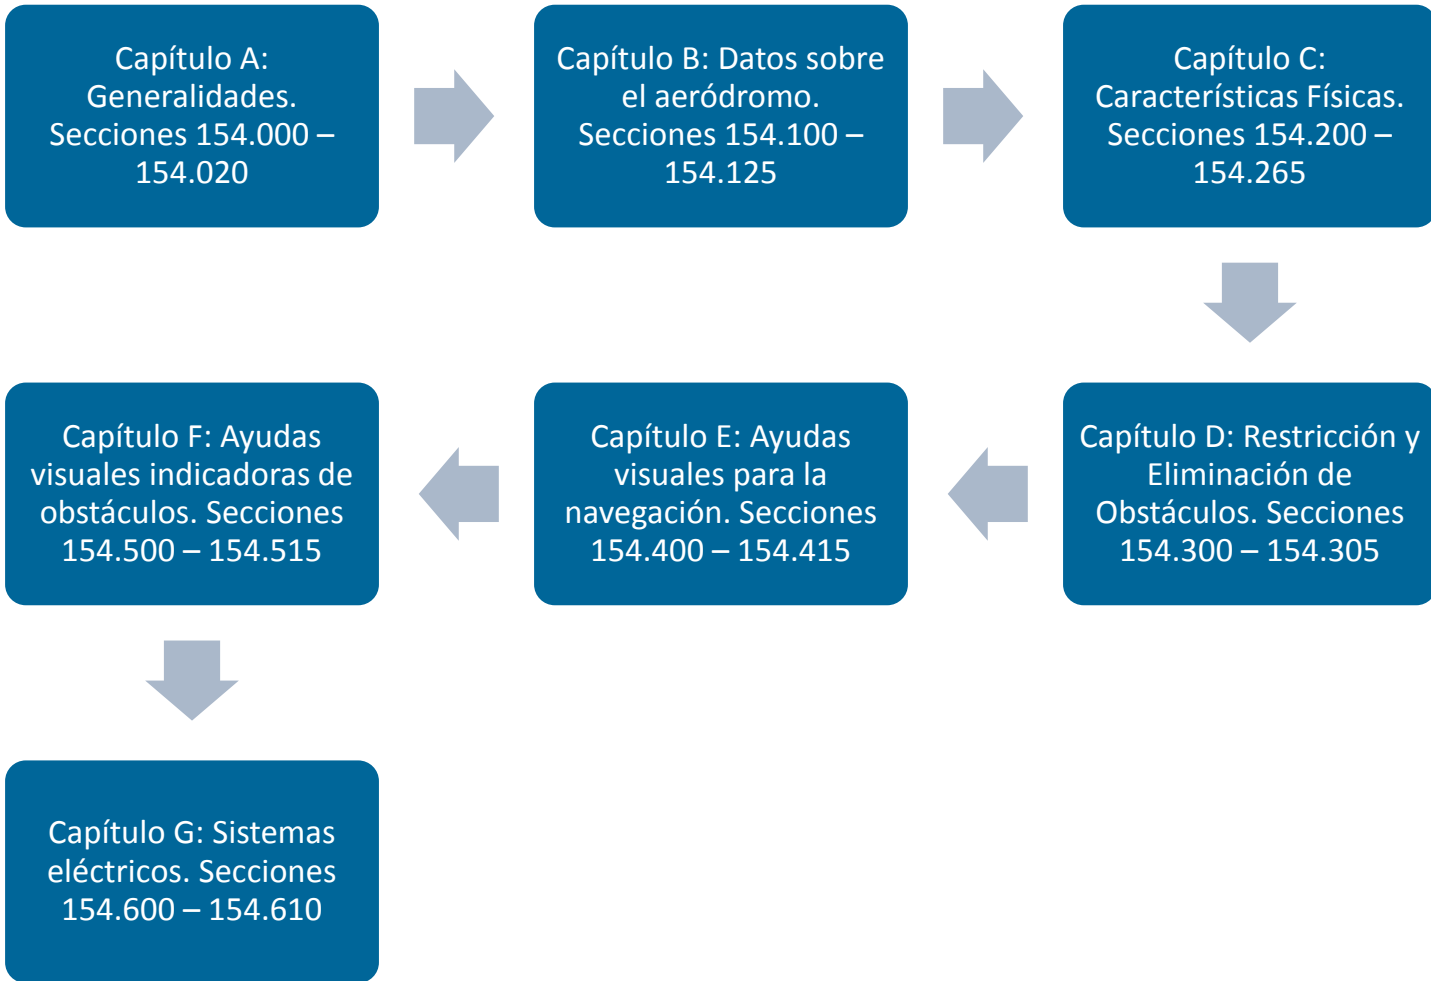 Capítulo A:
Generalidades.
Secciones 154.000 –
154.020
Capítulo B: Datos sobre
el aeródromo.
Secciones 154.100 –
154.125
Capítulo C:
Características Físicas.
Secciones 154.200 –
154.265
Capítulo D: Restricción y
Eliminación de
Obstáculos. Secciones
154.300 – 154.305
Capítulo E: Ayudas
visuales para la
navegación. Secciones
154.400 – 154.415
Capítulo F: Ayudas
visuales indicadoras de
obstáculos. Secciones
154.500 – 154.515
Capítulo G: Sistemas
eléctricos. Secciones
154.600 – 154.610